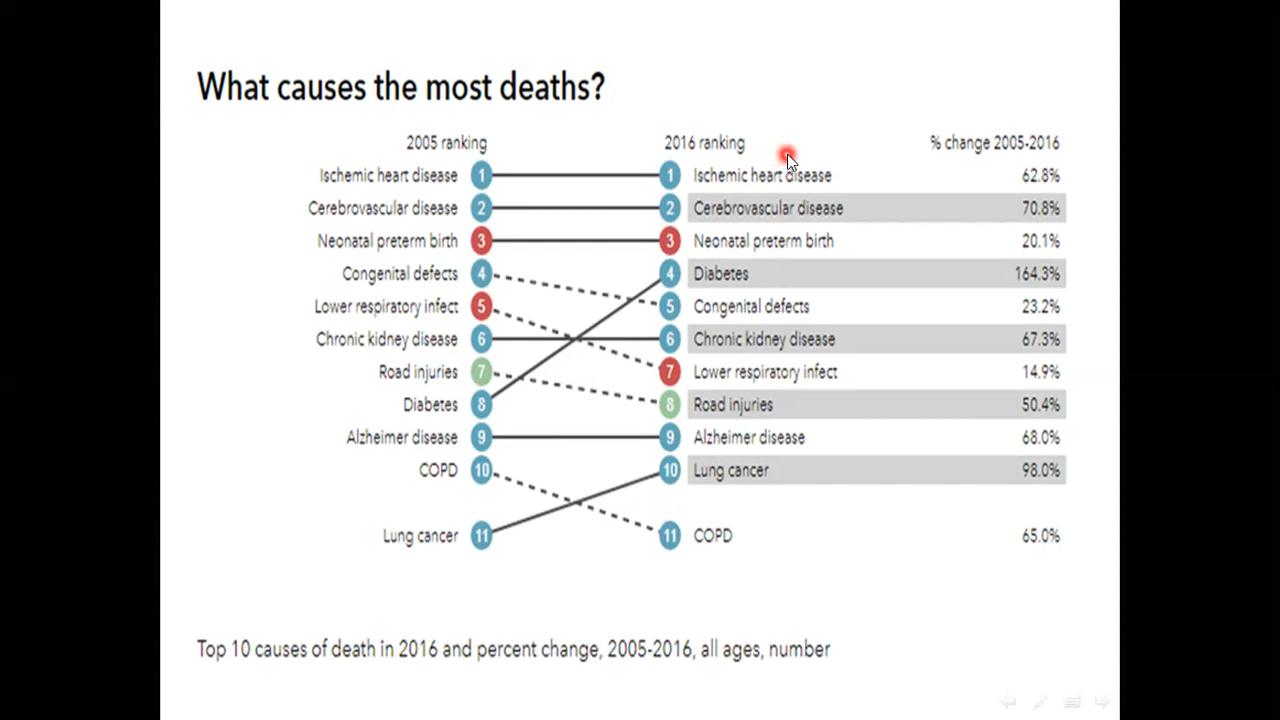 What causes the most deaths?
2005 ranking 2016 ranking % change 2005-2016
Ischemic heart disease 1 1 Ischemic heart disease 62.8%
Cerebrovascular disease 2 2 Cerebrovascular disease 70.8%
Neonatal preterm birth 3 3 Neonatal preterm birth 20.1%
Congenital defects 4 4 Diabetes 164.3%
Lower respiratory infect 5 5 Congenital defects 23.2%
Chronic kidney disease 6 6 Chronic kidney disease 67.3%
Road injuries 7 7 Lower respiratory infect 14.9%
Diabetes 8 8 Road injuries 50.4%
Alzheimer disease 9 9 Alzheimer disease 68.0%
COPD 10 10 Lung cancer 98.0%
Lung cancer 11 11 COPD 65.0%
Top 10 causes of death in 2016 and percent change, 2005-2016, all ages, number